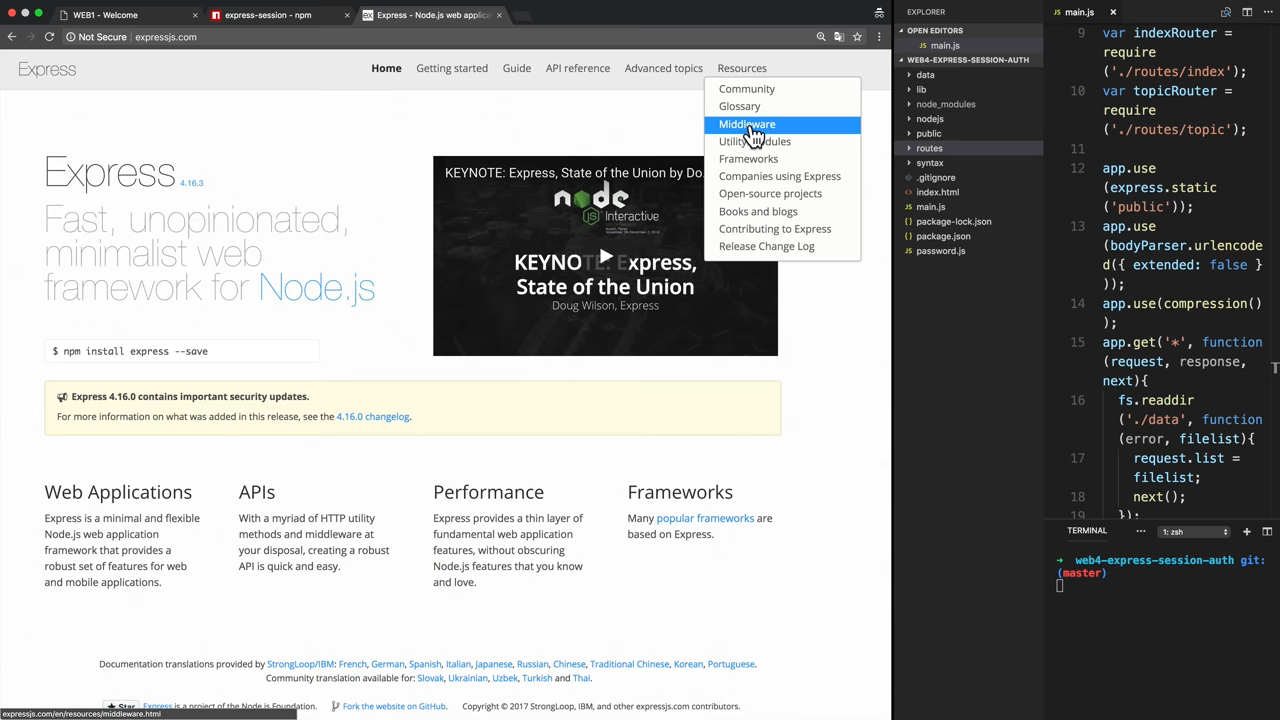 WEB1 - Welcome
express-session - npm
Express - Node.js web applica
Not Secure
expressjs.com
Express
Home
Getting started
Guide
API reference
Advanced topics
Resources
Community
Glossary
Middleware
Utility modules
Frameworks
Companies using Express
Open-source projects
Books and blogs
Contributing to Express
Release Change Log
Express 4.16.3
Fast, unopinionated,
minimalist web
framework for Node.js
$ npm install express --save
KEYNOTE: Express, State of the Union by Do...
node
INTERACTIVE
KEYNOTE: Express,
State of the Union
Doug Wilson, Express
Express 4.16.0 contains important security updates.
For more information on what was added in this release, see the 4.16.0 changelog.
Web Applications
Express is a minimal and flexible
Node.js web application
framework that provides a
robust set of features for web
and mobile applications.
APIs
With a myriad of HTTP utility
methods and middleware at
your disposal, creating a robust
API is quick and easy.
Performance
Express provides a thin layer of
fundamental web application
features, without obscuring
Node.js features that you know
and love.
Frameworks
Many popular frameworks are
based on Express.
Documentation translations provided by StrongLoop/IBM: French, German, Spanish, Italian, Japanese, Russian, Chinese, Traditional Chinese, Korean, Portuguese.
Community translation available for: Slovak, Ukrainian, Uzbek, Turkish and Thai.
Star
Express is a project of the Node.js Foundation.
Fork the website on GitHub.
Copyright © 2017 StrongLoop, IBM, and other expressjs.com contributors.
expressjs.com/en/resources/middleware.html
EXPLORER
OPEN EDITORS
main.js
WEB4-EXPRESS-SESSION-AUTH
data
lib
node_modules
nodejs
public
routes
syntax
.gitignore
index.html
main.js
package-lock.json
package.json
password.js
main.js
9 var indexRouter =
require
('./routes/index');
10 var topicRouter =
require
('./routes/topic');
11
12 app.use
(express.static
('public'));
13 app.use
(bodyParser.urlencode
d({ extended: false }
));
14 app.use(compression()
);
15 app.get('*', function
(request, response,
next){
16 fs.readdir
('./data', function
(error, filelist){
17 request.list =
filelist;
18 next();
19 });
TERMINAL
1: zsh
→ web4-express-session-auth git:
(master)